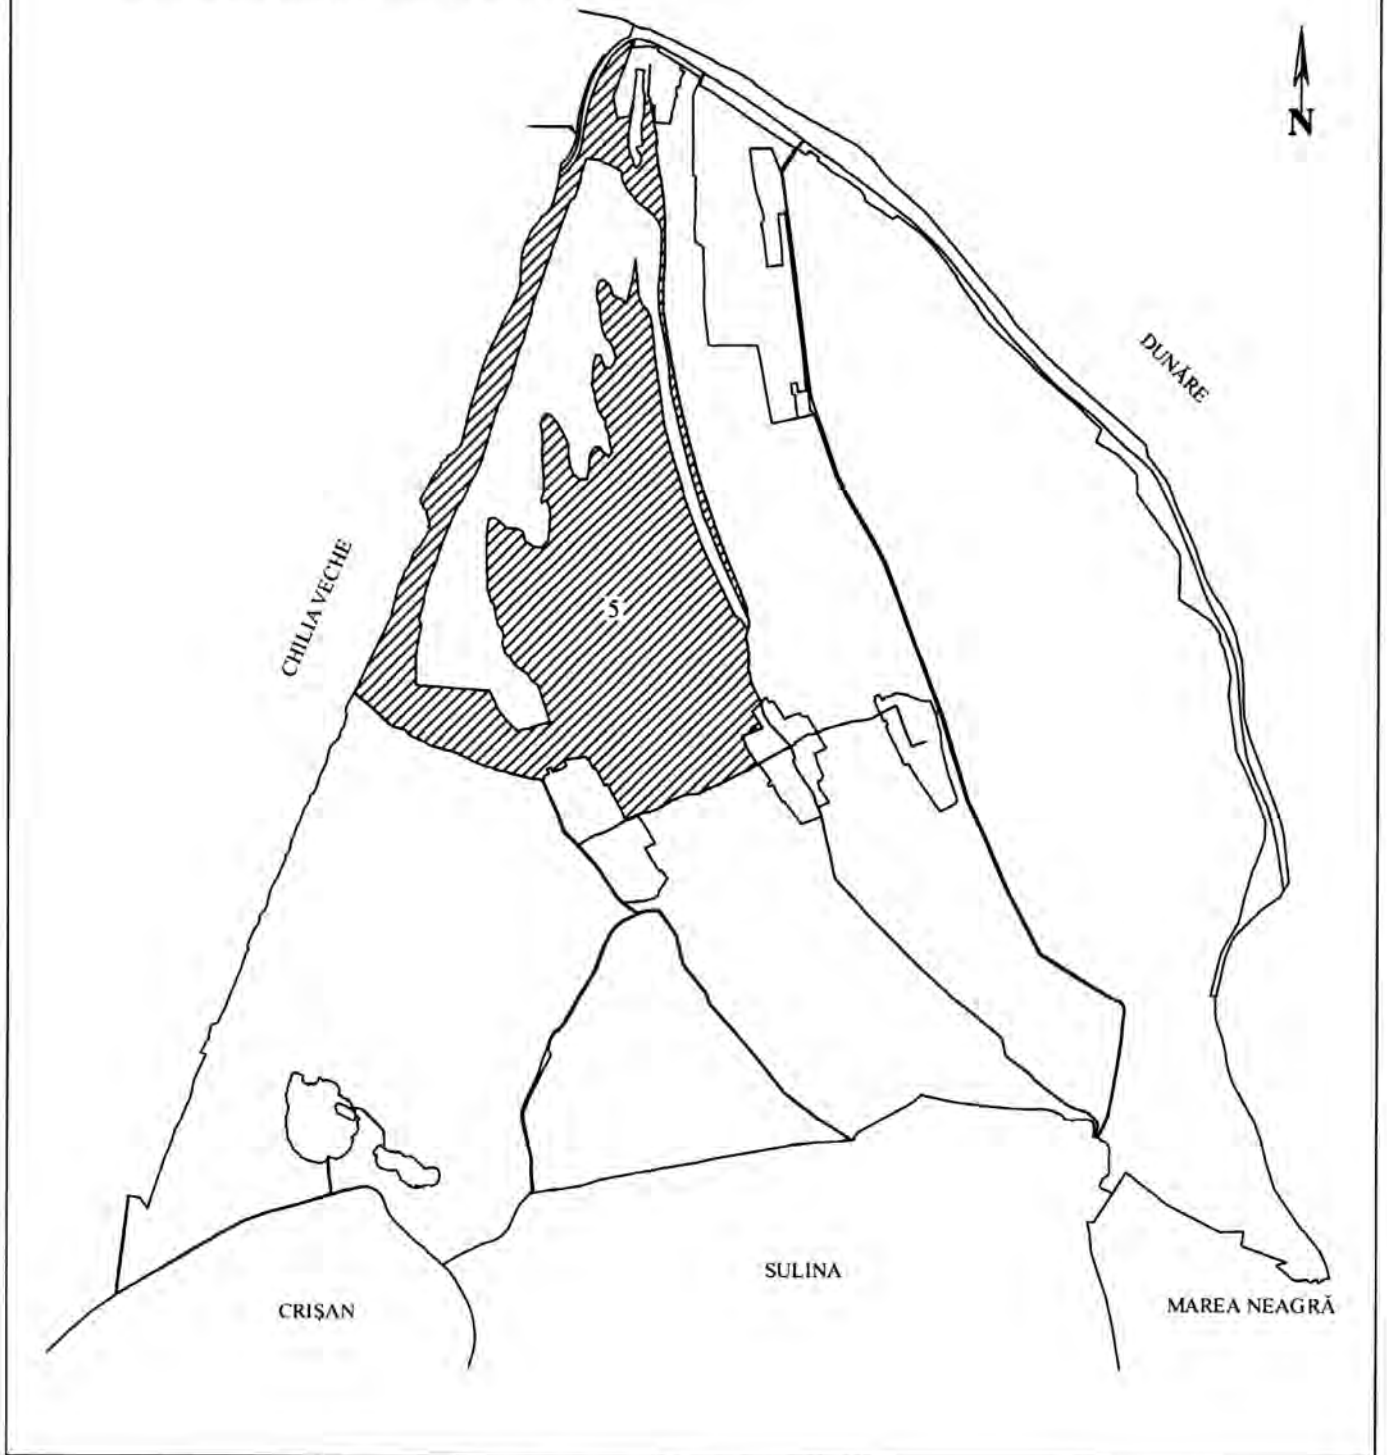 N
DUNĂRE
CHILIA VECHE
5
SULINA
CRIȘAN
MAREA NEAGRĂ